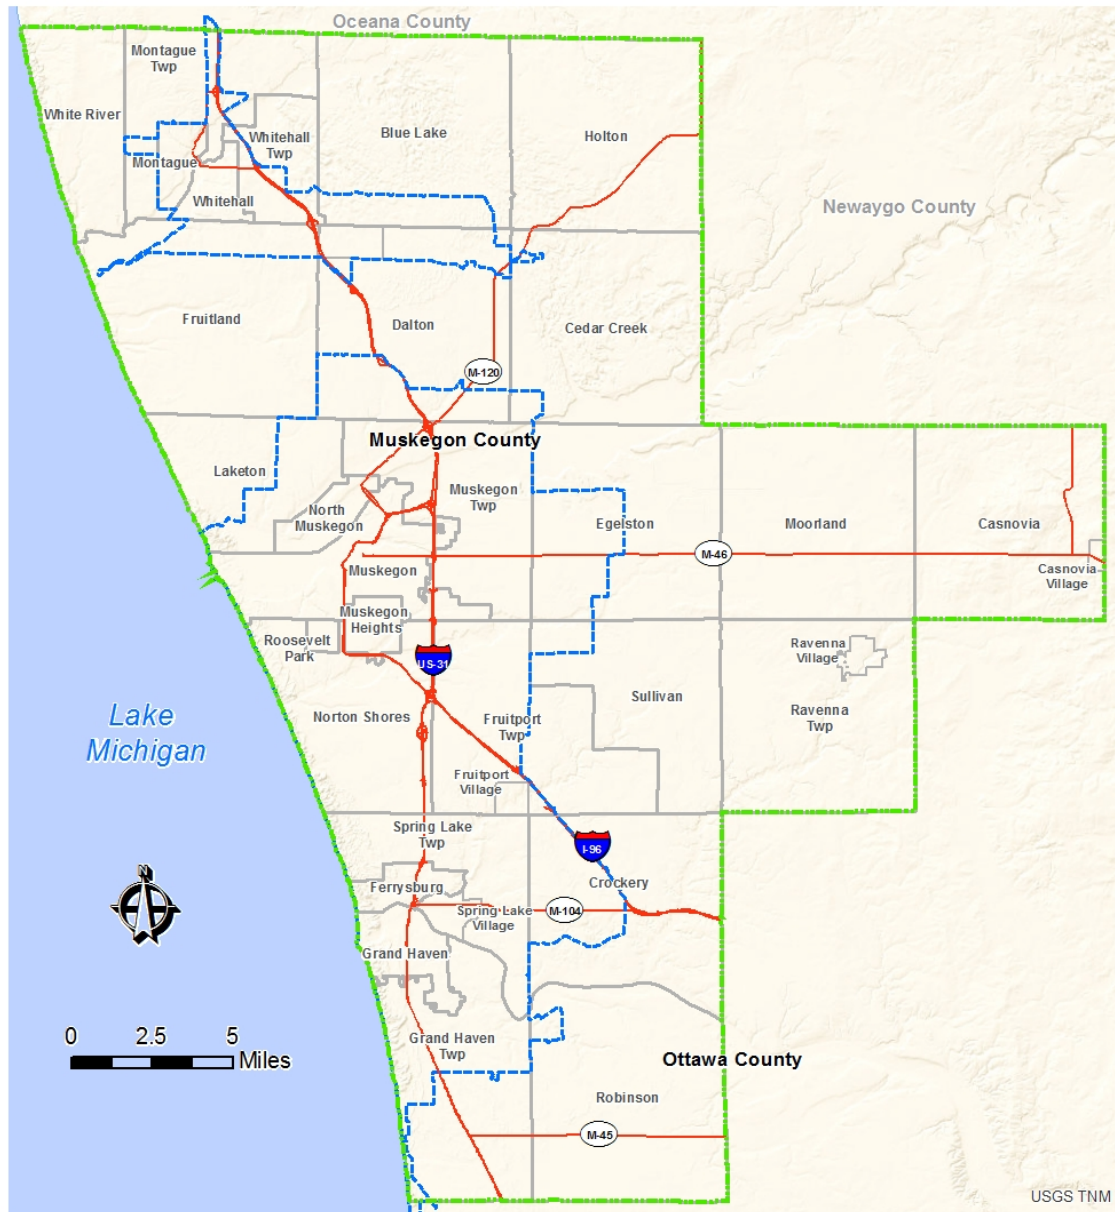 Oceana County
Montague
Twp
White River
Whitehall
Twp
Blue Lake
Holton
Montague
Whitehall
Newaygo County
Fruitland
Dalton
Cedar Creek
M-120
Muskegon County
Laketon
North
Muskegon
Muskegon
Twp
Egelston
Moorland
Casnovia
M-46
Muskegon
Casnovia
Village
Muskegon
Heights
Roosevelt
Park
Ravenna
Village
US-31
Sullivan
Norton Shores
Fruitport
Twp
Ravenna
Twp
Lake
Michigan
Fruitport
Village
Spring Lake
Twp
I-96
N
Ferrysburg
Crockery
Spring Lake
Village
M-104
Grand Haven
0 2.5 5
Miles
Grand Haven
Twp
Ottawa County
Robinson
M-45
USGS TNM